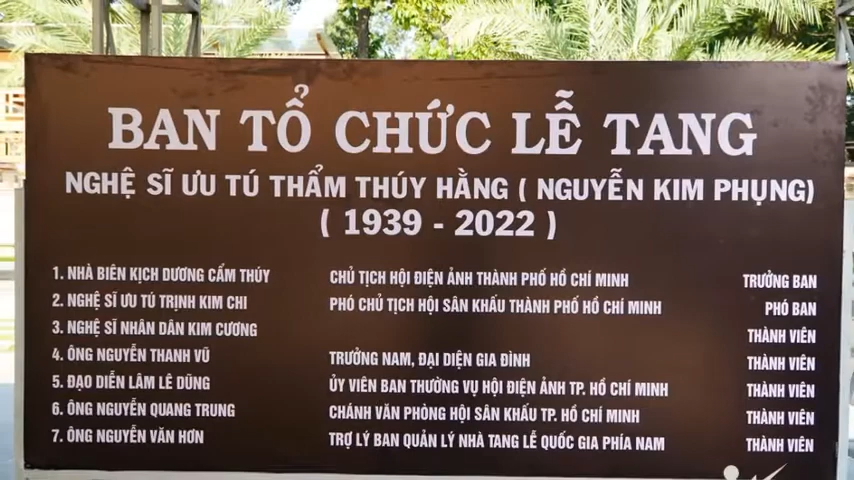 BAN TỔ CHỨC LỄ TANG
NGHỆ SĨ ƯU TÚ THẨM THÚY HẰNG ( NGUYỄN KIM PHỤNG)
( 1939 - 2022 )
1. NHÀ BIÊN KỊCH DƯƠNG CẨM THÚY CHỦ TỊCH HỘI ĐIỆN ẢNH THÀNH PHỐ HỒ CHÍ MINH TRƯỞNG BAN
2. NGHỆ SĨ ƯU TÚ TRỊNH KIM CHI PHÓ CHỦ TỊCH HỘI SÂN KHẤU THÀNH PHỐ HỒ CHÍ MINH PHÓ BAN
3. NGHỆ SĨ NHÂN DÂN KIM CƯƠNG THÀNH VIÊN
4. ÔNG NGUYỄN THANH VŨ TRƯỞNG NAM, ĐẠI DIỆN GIA ĐÌNH THÀNH VIÊN
5. ĐẠO DIỄN LÂM LÊ DŨNG ỦY VIÊN BAN THƯỜNG VỤ HỘI ĐIỆN ẢNH TP. HỒ CHÍ MINH THÀNH VIÊN
6. ÔNG NGUYỄN QUANG TRUNG CHÁNH VĂN PHÒNG HỘI SÂN KHẤU TP. HỒ CHÍ MINH THÀNH VIÊN
7. ÔNG NGUYỄN VĂN HƠN TRỢ LÝ BAN QUẢN LÝ NHÀ TANG LỄ QUỐC GIA PHÍA NAM THÀNH VIÊN